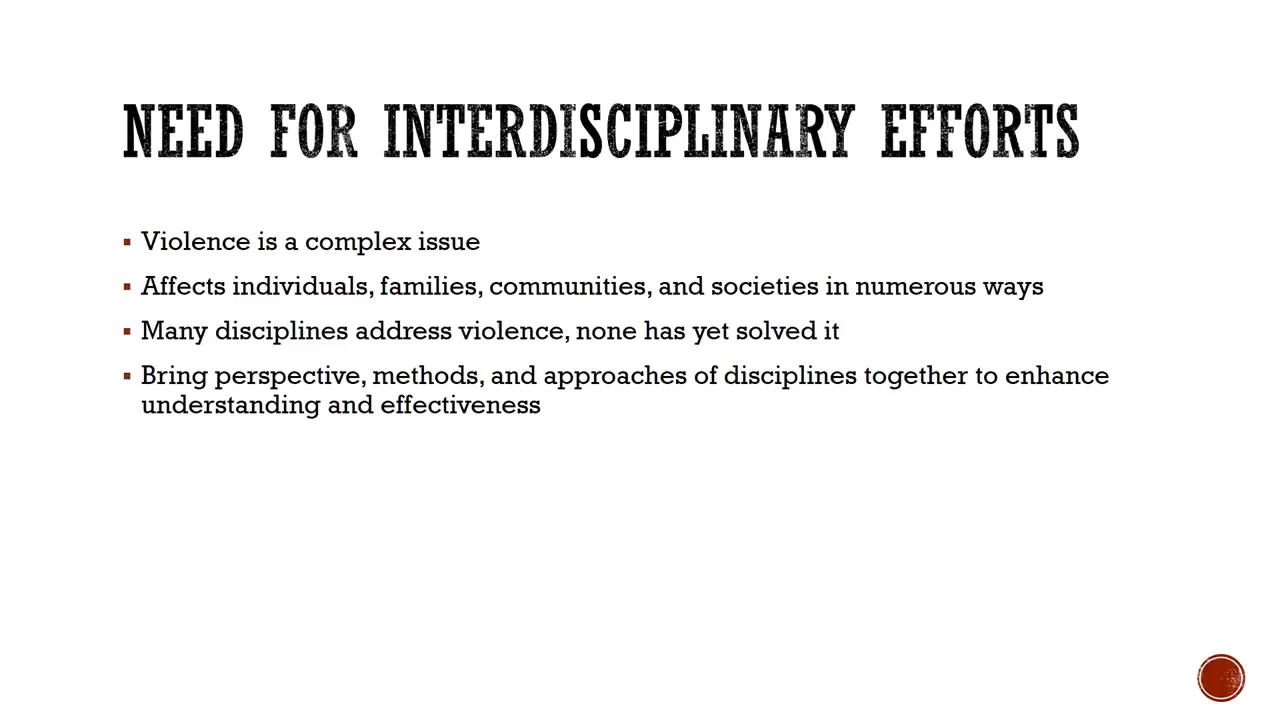 NEED FOR INTERDISCIPLINARY EFFORTS
▪ Violence is a complex issue
▪ Affects individuals, families, communities, and societies in numerous ways
▪ Many disciplines address violence, none has yet solved it
▪ Bring perspective, methods, and approaches of disciplines together to enhance
understanding and effectiveness